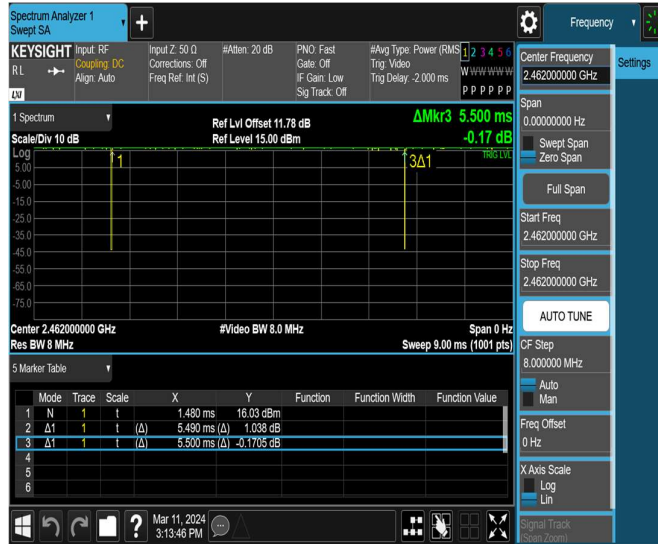 Spectrum Analyzer 1
Swept SA
Frequency
KEYSIGHT
RL
LXI
Input: RF
Coupling: DC
Align: Auto
Input Z: 50 Ω
Corrections: Off
Freq Ref: Int (S)
#Atten: 20 dB
PNO: Fast
Gate: Off
IF Gain: Low
Sig Track: Off
#Avg Type: Power (RMS
Trig: Video
Trig Delay: -2.000 ms
1 2 3 4 5 6
W W W W W W
P P P P P P
1 Spectrum
Scale/Div 10 dB
Ref Lvl Offset 11.78 dB
Ref Level 15.00 dBm
ΔMkr3 5.500 ms
-0.17 dB
Log
TRIG LVL
1
3Δ1
5.00
-5.00
-15.0
-25.0
-35.0
-45.0
-55.0
-65.0
-75.0
Center 2.462000000 GHz
#Video BW 8.0 MHz
Span 0 Hz
Res BW 8 MHz
Sweep 9.00 ms (1001 pts)
5 Marker Table
Mode Trace Scale X Y Function Function Width Function Value
1 N 1 t 1.480 ms 16.03 dBm
2 Δ1 1 t (Δ) 5.490 ms (Δ) 1.038 dB
3 Δ1 1 t (Δ) 5.500 ms (Δ) -0.1705 dB
4
5
6
?
Mar 11, 2024
3:13:46 PM
Center Frequency
2.462000000 GHz
Settings
Span
0.00000000 Hz
Swept Span
Zero Span
Full Span
Start Freq
2.462000000 GHz
Stop Freq
2.462000000 GHz
AUTO TUNE
CF Step
8.000000 MHz
Auto
Man
Freq Offset
0 Hz
X Axis Scale
Log
Lin
Signal Track
(Span Zoom)